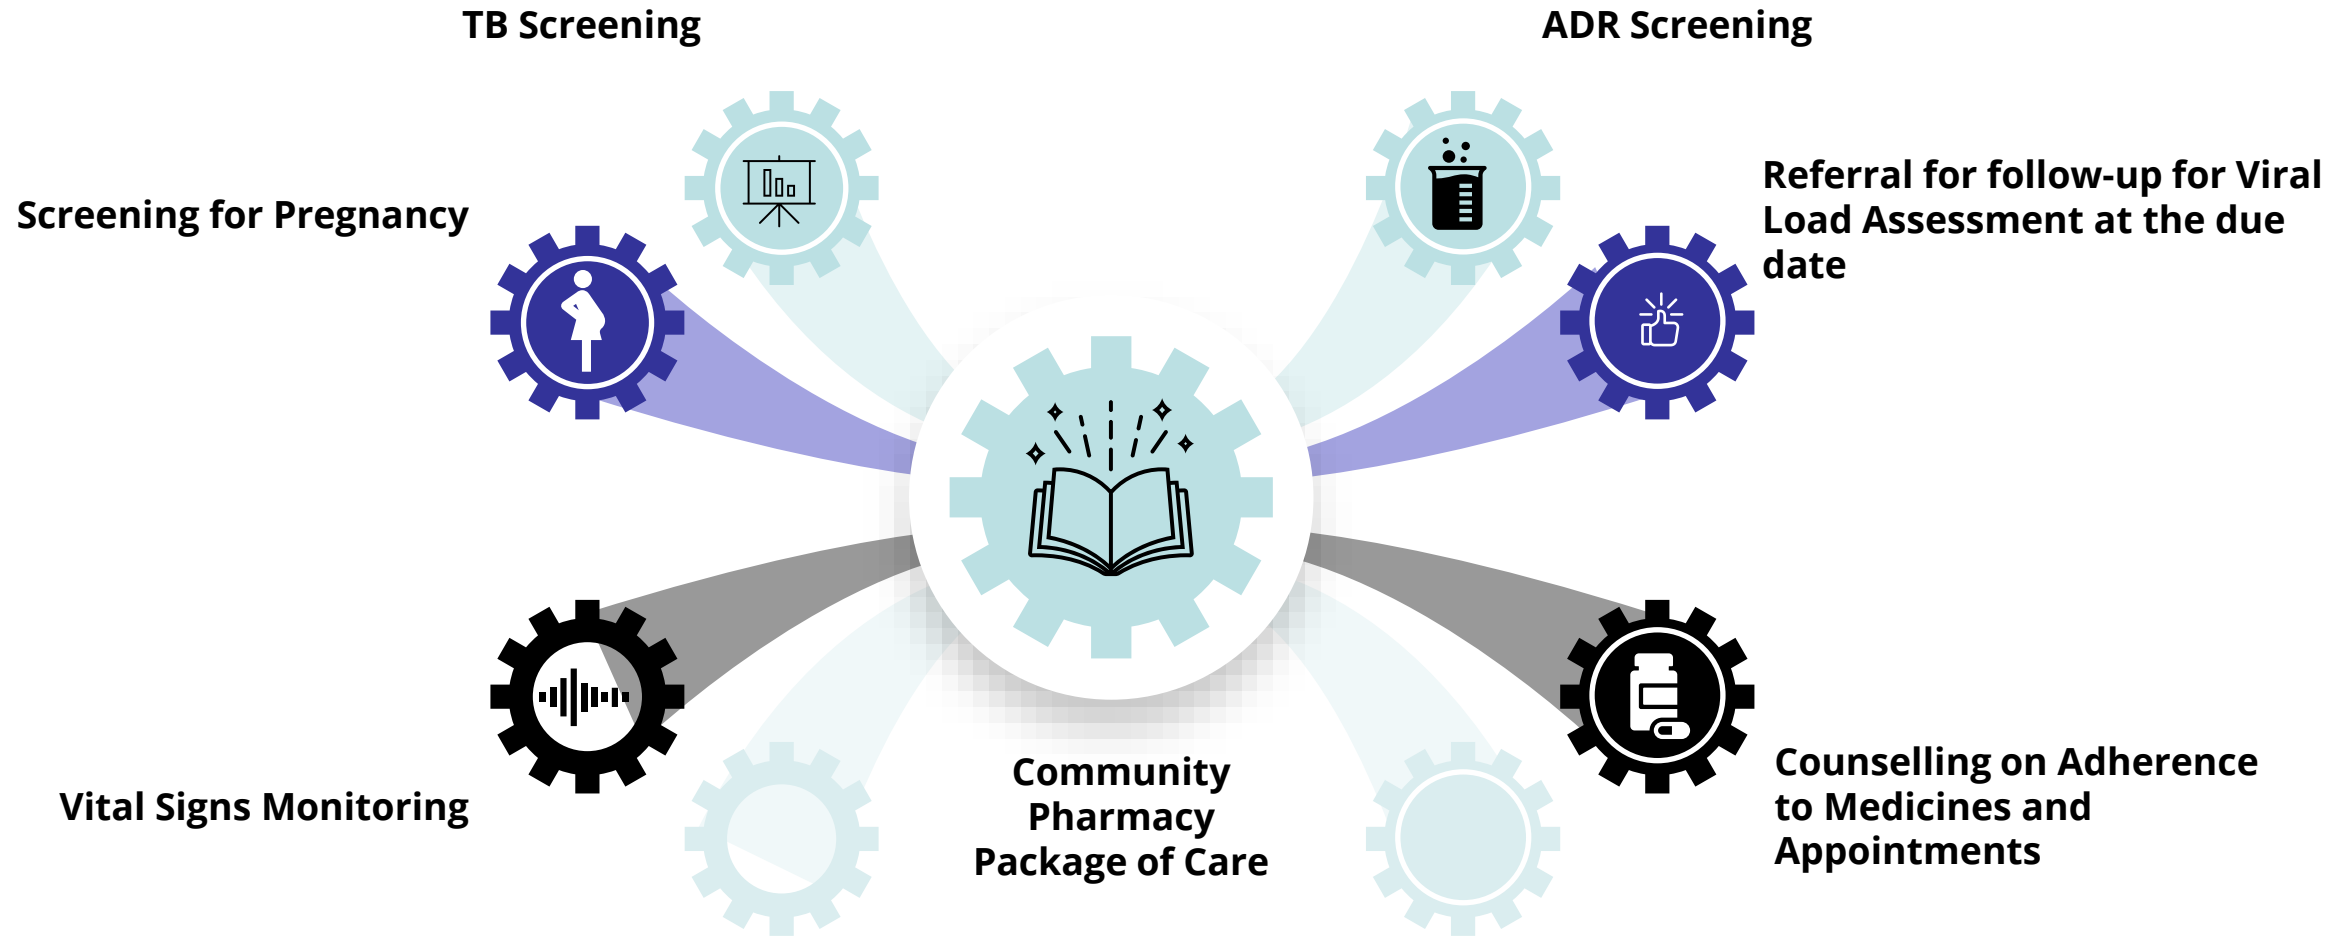 TB Screening
ADR Screening
Screening for Pregnancy
Referral for follow-up for Viral
Load Assessment at the due
date
Vital Signs Monitoring
Community
Pharmacy
Package of Care
Counselling on Adherence
to Medicines and
Appointments